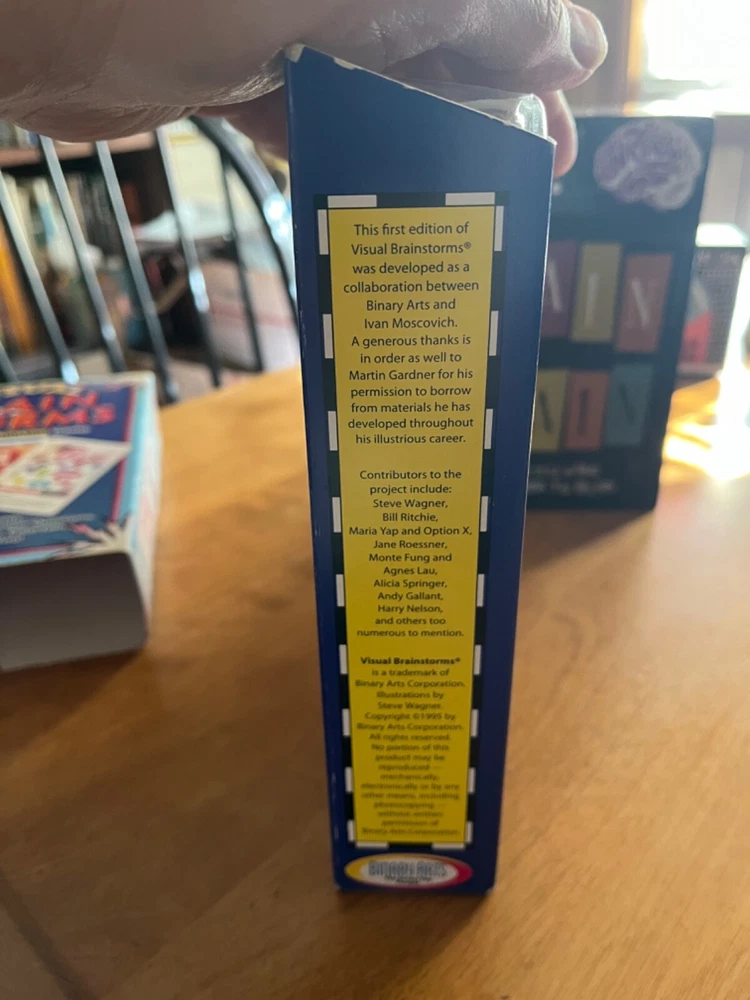 This first edition of
Visual Brainstorms®
was developed as a
collaboration between
Binary Arts and
Ivan Moscovich.
A generous thanks is
in order as well to
Martin Gardner for his
permission to borrow
from materials he has
developed throughout
his illustrious career.
Contributors to the
project include:
Steve Wagner,
Bill Ritchie,
Maria Yap and Option X,
Jane Roessner,
Monte Fung and
Agnes Lau,
Alicia Springer,
Andy Gallant,
Harry Nelson,
and others too
numerous to mention.
Visual Brainstorms®
is a trademark of
Binary Arts Corporation.
Illustrations by
Steve Wagner.
Copyright ©1995 by
Binary Arts Corporation.
All rights reserved.
No portion of this
product may be
reproduced —
mechanically,
electronically or by any
other means, including
photocopying —
without written
permission of
Binary Arts Corporation.
BINARY ARTS